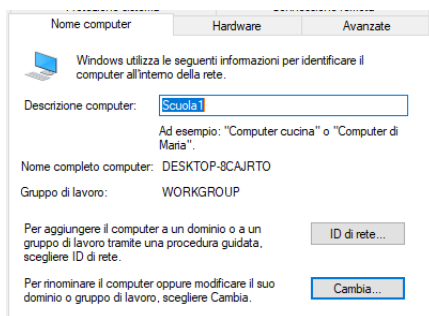 Nome computer
Hardware
Avanzate
Windows utilizza le seguenti informazioni per identificare il
computer all'interno della rete.
Descrizione computer:
Scuola1
Ad esempio: "Computer cucina" o "Computer di
Maria".
Nome completo computer:
DESKTOP-8CAJRTO
Gruppo di lavoro:
WORKGROUP
Per aggiungere il computer a un dominio o a un
gruppo di lavoro tramite una procedura guidata,
scegliere ID di rete.
ID di rete...
Per rinominare il computer oppure modificare il suo
dominio o gruppo di lavoro, scegliere Cambia.
Cambia...